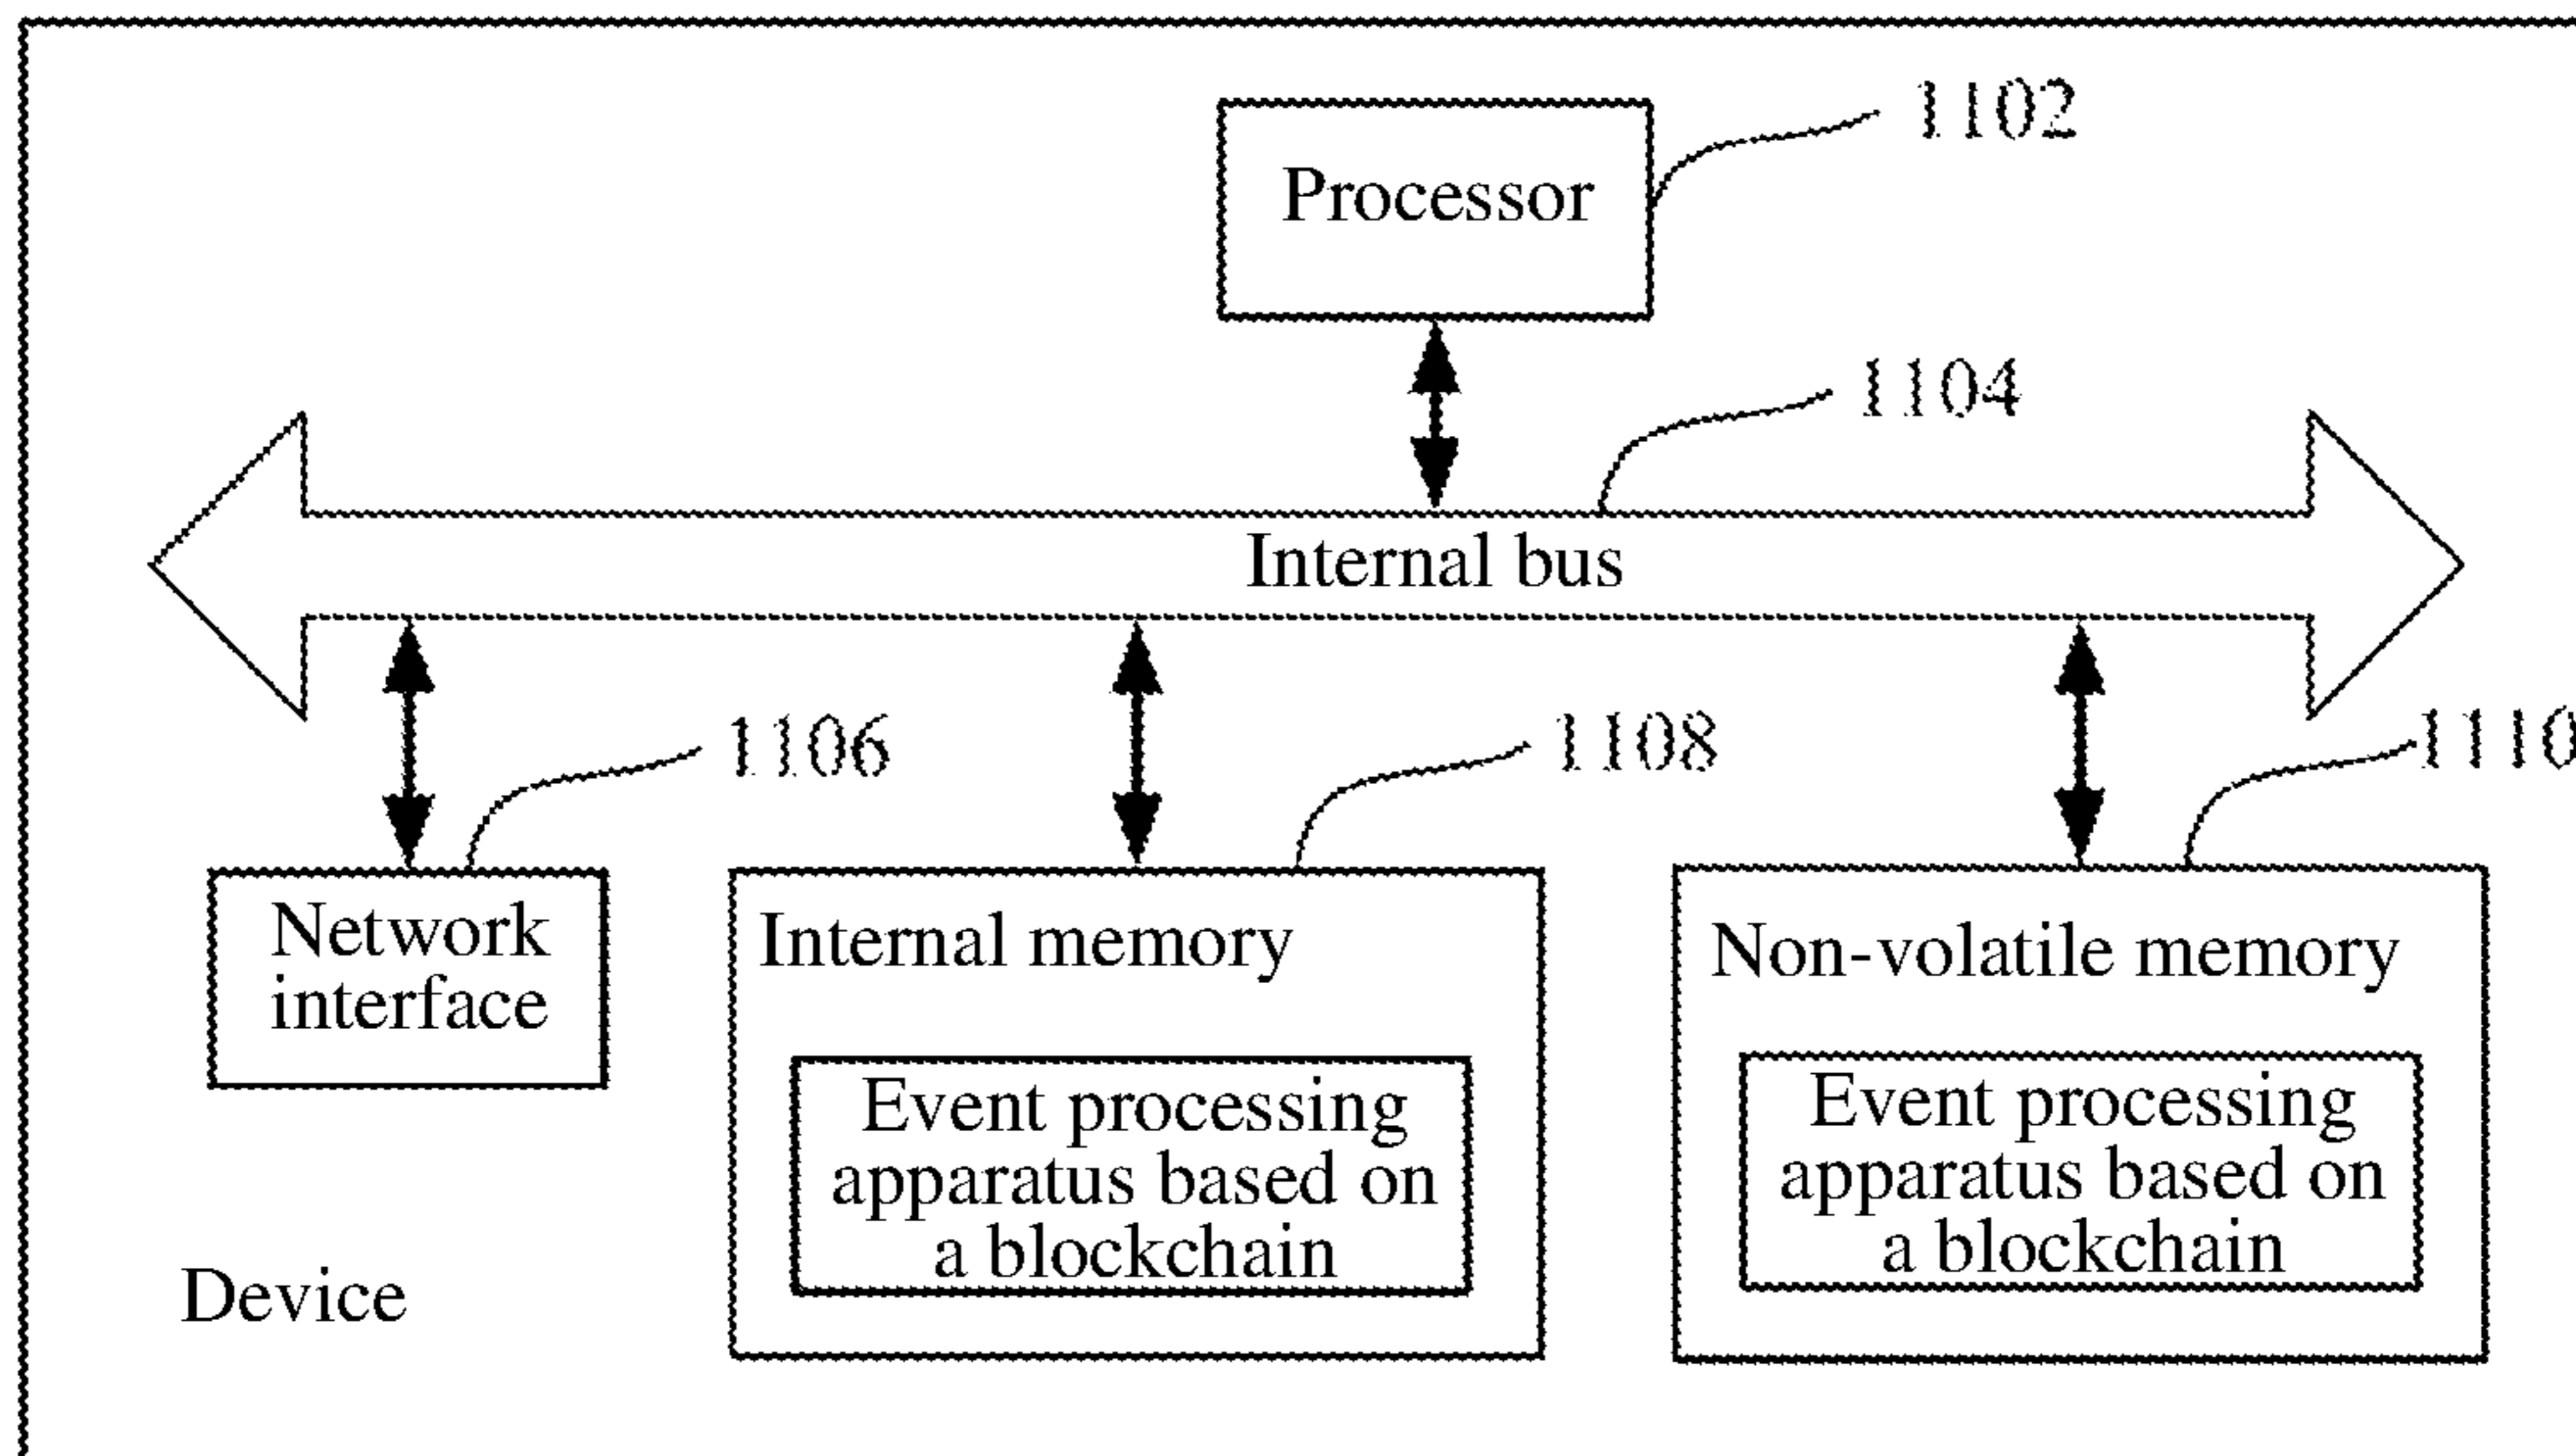 1102
Processor
1104
Internal bus
1106
1108
1110
Network
interface
Internal memory
Non-volatile memory
Event processing
apparatus based on
a blockchain
Event processing
apparatus based on
a blockchain
Device